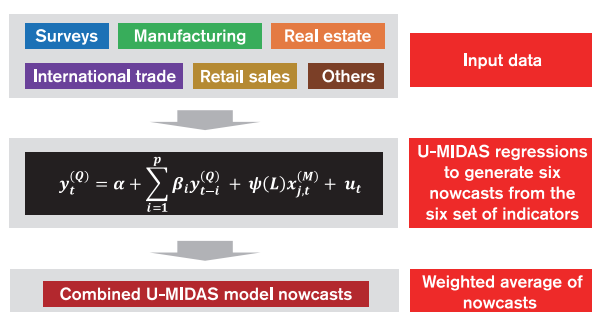 Surveys
Manufacturing
Real estate
International trade
Retail sales
Others
Input data
y_t^{(Q)} = α + ∑_{i=1}^{p} β_i y_{t-i}^{(Q)} + ψ(L)x_{j,t}^{(M)} + u_t
U-MIDAS regressions
to generate six
nowcasts from the
six set of indicators
Combined U-MIDAS model nowcasts
Weighted average of
nowcasts